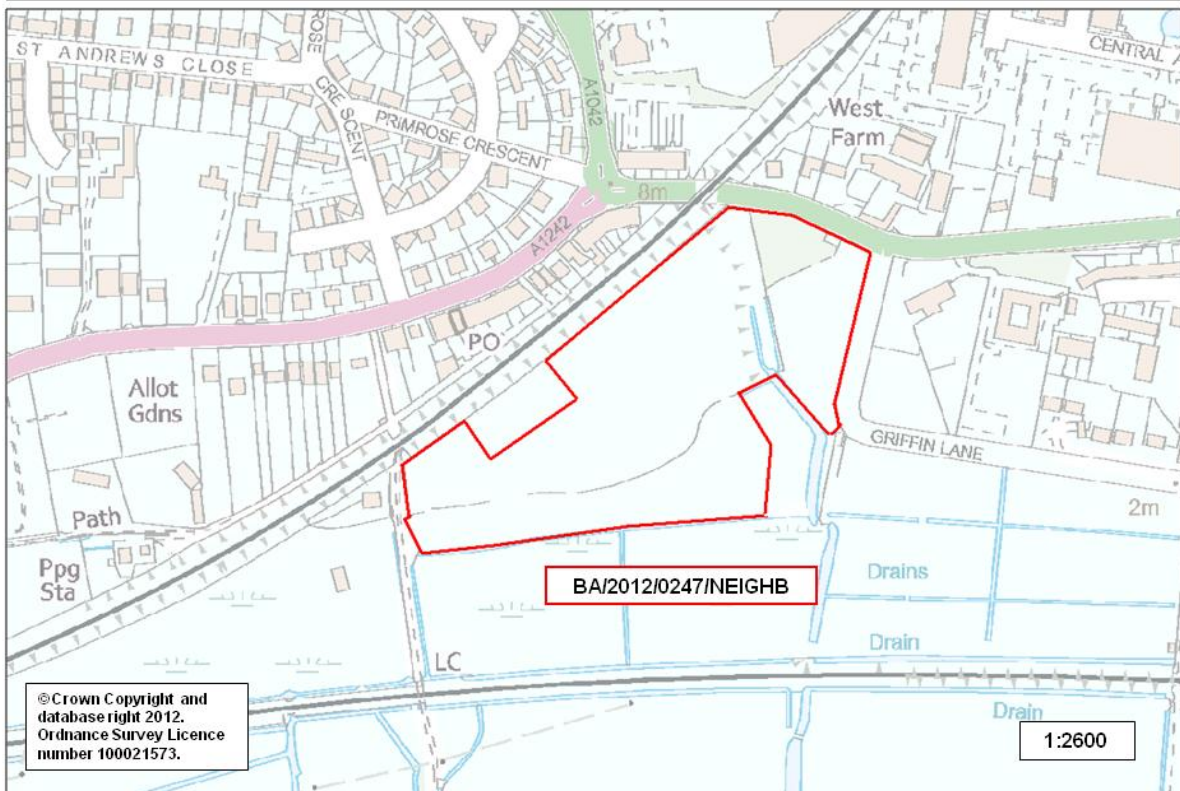 ST ANDREWS CLOSE
ROSE
CRESCENT
PRIMROSE CRESCENT
A1042
8m
West
Farm
CENTRAL A
A1242
PO
Allot
Gdns
GRIFFIN LANE
2m
Path
Ppg
Sta
BA/2012/0247/NEIGHB
Drains
Drain
LC
Drain
©Crown Copyright and
database right 2012.
Ordnance Survey Licence
number 100021573.
1:2600